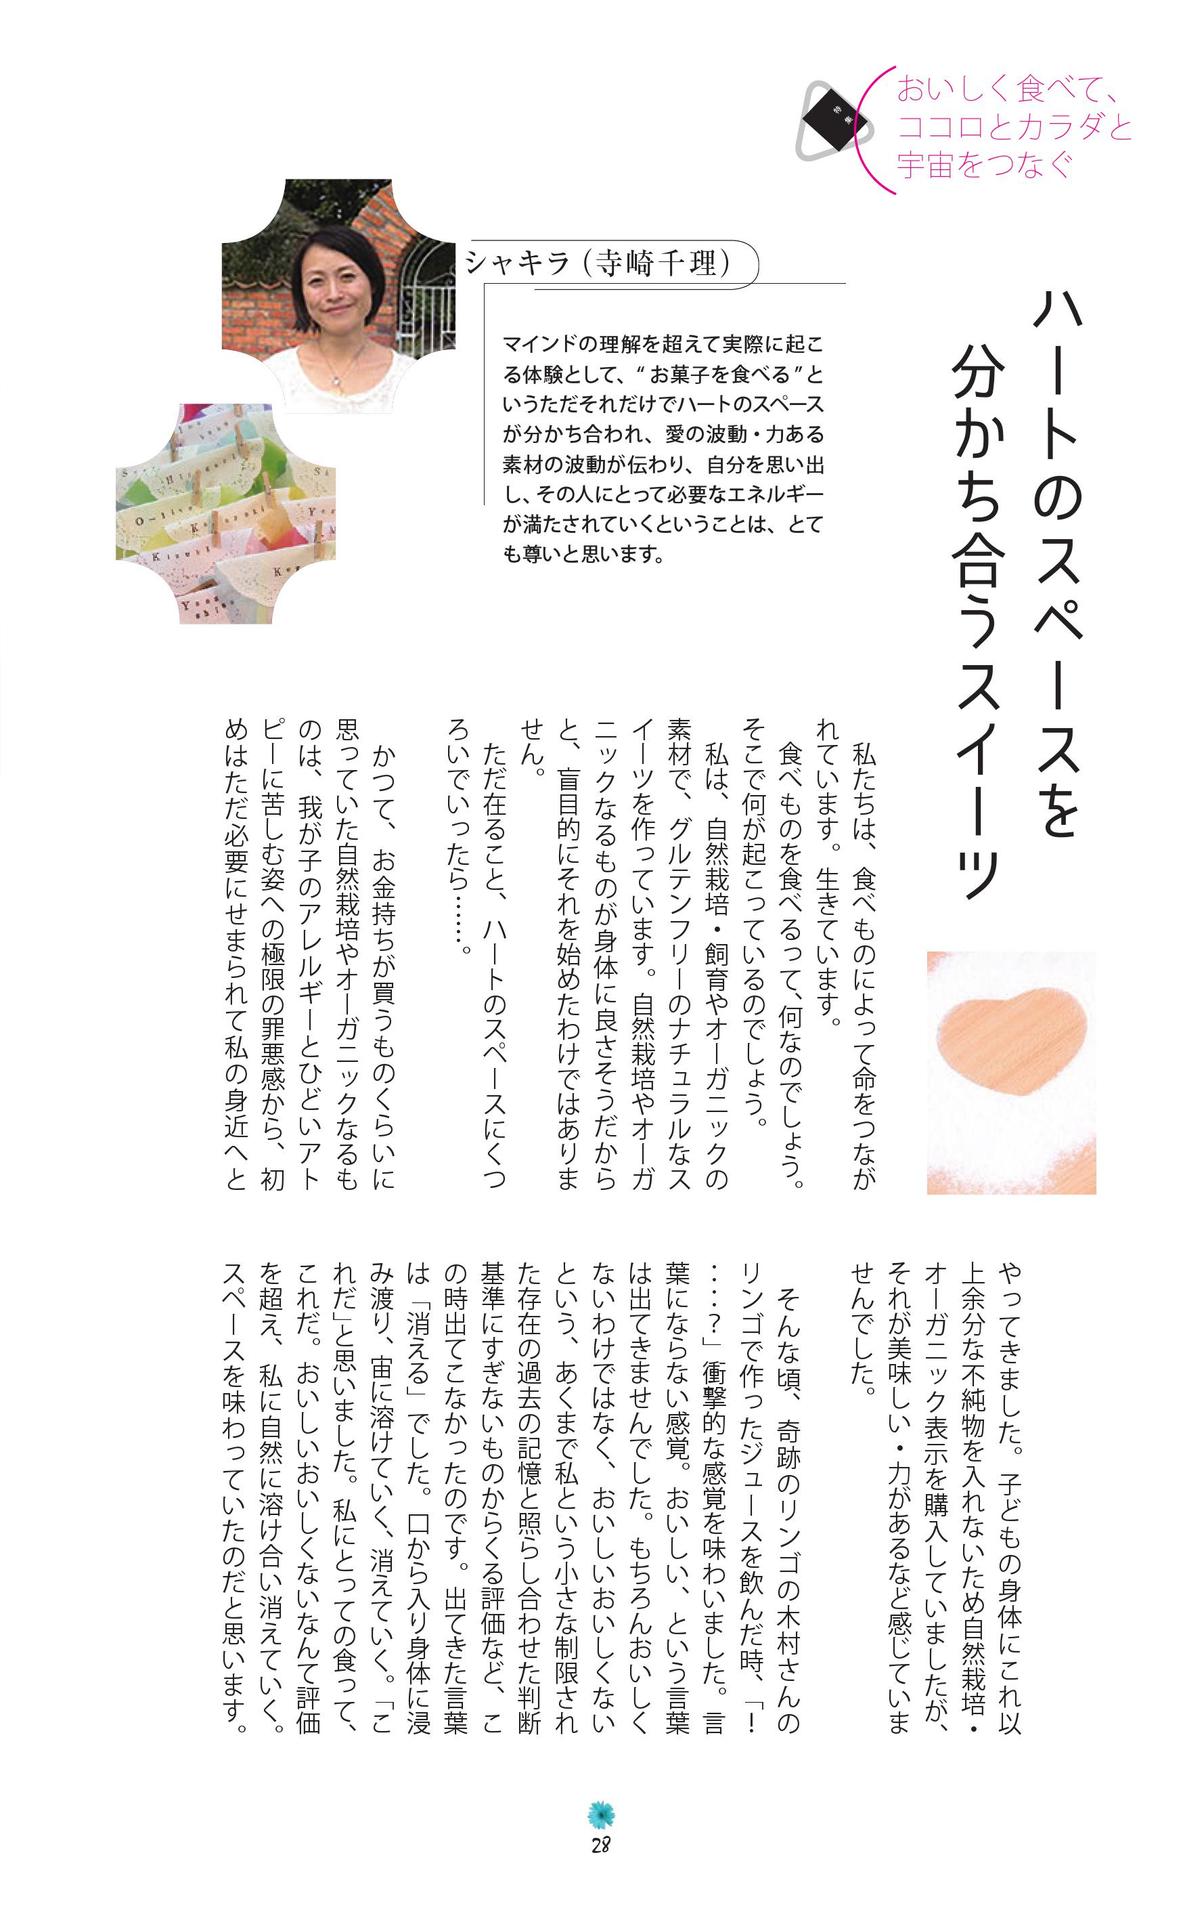 おいしく食べて、
ココロとカラダと
宇宙をつなぐ
特集
ハートのスペースを
分かち合うスイーツ
シャキラ（寺崎千理）
マインドの理解を超えて実際に起こ
る体験として、“お菓子を食べる”と
いうただそれだけでハートのスペース
が分かち合われ、愛の波動・力ある
素材の波動が伝わり、自分を思い出
し、その人にとって必要なエネルギー
が満たされていくということは、とて
も尊いと思います。
私たちは、食べものによって命をつなが
れています。生きています。
食べものを食べるって、何なのでしょう。
そこで何が起こっているのでしょう。
私は、自然栽培・飼育やオーガニックの
素材で、グルテンフリーのナチュラルなス
イーツを作っています。自然栽培やオーガ
ニックなるものが身体に良さそうだから
と、盲目的にそれを始めたわけではありま
せん。
ただ在ること、ハートのスペースにくつ
ろいでいったら……。
かつて、お金持ちが買うものくらいに
思っていた自然栽培やオーガニックなるも
のは、我が子のアレルギーとひどいアト
ピーに苦しむ姿への極限の罪悪感から、初
めはただ必要にせまられて私の身近へと
やってきました。子どもの身体にこれ以
上余分な不純物を入れないため自然栽培・
オーガニック表示を購入していましたが、
それが美味しい・力があるなど感じていま
せんでした。
そんな頃、奇跡のリンゴの木村さんの
リンゴで作ったジュースを飲んだ時、「！
：：？」衝撃的な感覚を味わいました。言
葉にならない感覚。おいしい、という言葉
は出てきませんでした。もちろんおいしく
ないわけではなく、おいしいおいしくない
という、あくまで私という小さな制限され
た存在の過去の記憶と照らし合わせた判断
基準にすぎないものからくる評価など、こ
の時出てこなかったのです。出てきた言葉
は「消える」でした。口から入り身体に浸
み渡り、宙に溶けていく、消えていく。「こ
れだ」と思いました。私にとっての食って、
これだ。おいしいおいしくないなんて評価
を超え、私に自然に溶け合い消えていく。
スペースを味わっていたのだと思います。
28